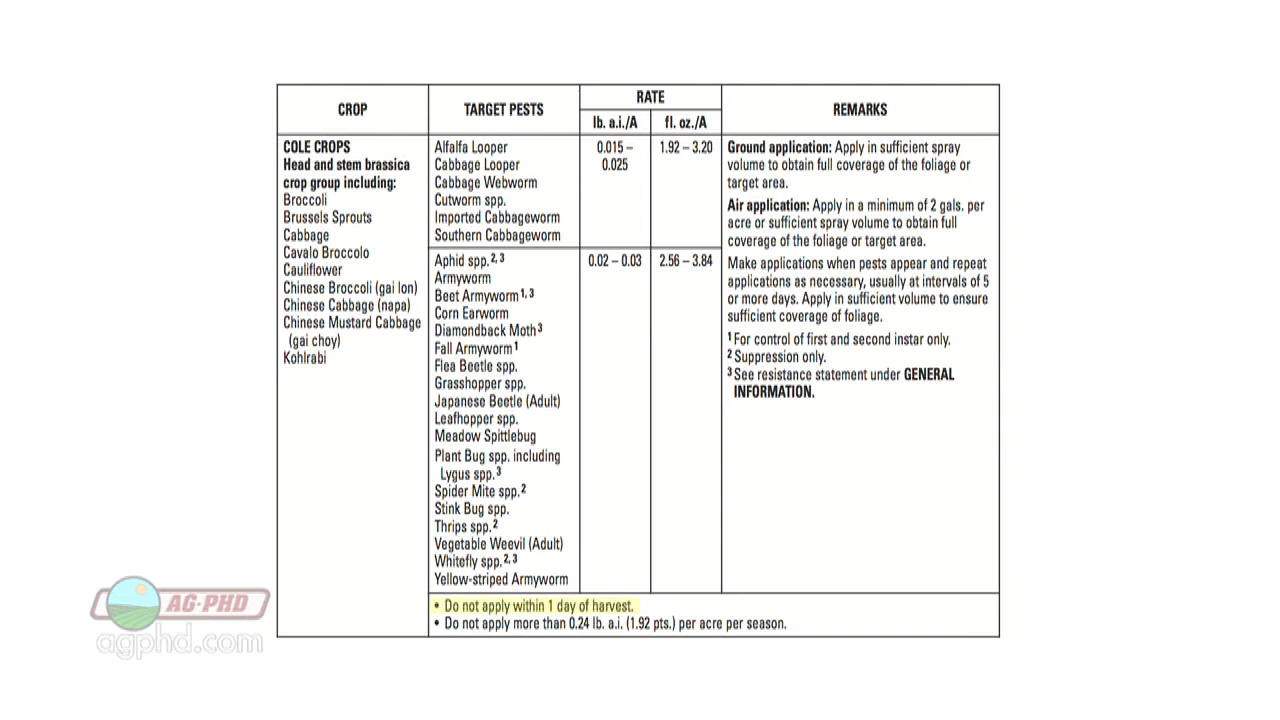 CROP
TARGET PESTS
RATE
lb. a.i./A
fl. oz./A
REMARKS
COLE CROPS
Head and stem brassica
crop group including:
Broccoli
Brussels Sprouts
Cabbage
Cavalo Broccolo
Cauliflower
Chinese Broccoli (gai lon)
Chinese Cabbage (napa)
Chinese Mustard Cabbage
(gai choy)
Kohlrabi
Alfalfa Looper
Cabbage Looper
Cabbage Webworm
Cutworm spp.
Imported Cabbageworm
Southern Cabbageworm
0.015 –
0.025
1.92 – 3.20
Aphid spp.2, 3
Armyworm
Beet Armyworm1, 3
Corn Earworm
Diamondback Moth3
Fall Armyworm1
Flea Beetle spp.
Grasshopper spp.
Japanese Beetle (Adult)
Leafhopper spp.
Meadow Spittlebug
Plant Bug spp. including
Lygus spp.3
Spider Mite spp.2
Stink Bug spp.
Thrips spp.2
Vegetable Weevil (Adult)
Whitefly spp.2, 3
Yellow-striped Armyworm
0.02 – 0.03
2.56 – 3.84
Ground application: Apply in sufficient spray
volume to obtain full coverage of the foliage or
target area.
Air application: Apply in a minimum of 2 gals. per
acre or sufficient spray volume to obtain full
coverage of the foliage or target area.
Make applications when pests appear and repeat
applications as necessary, usually at intervals of 5
or more days. Apply in sufficient volume to ensure
sufficient coverage of foliage.
1 For control of first and second instar only.
2 Suppression only.
3 See resistance statement under GENERAL
INFORMATION.
• Do not apply within 1 day of harvest.
• Do not apply more than 0.24 lb. a.i. (1.92 pts.) per acre per season.
AG-PHD
agphd.com